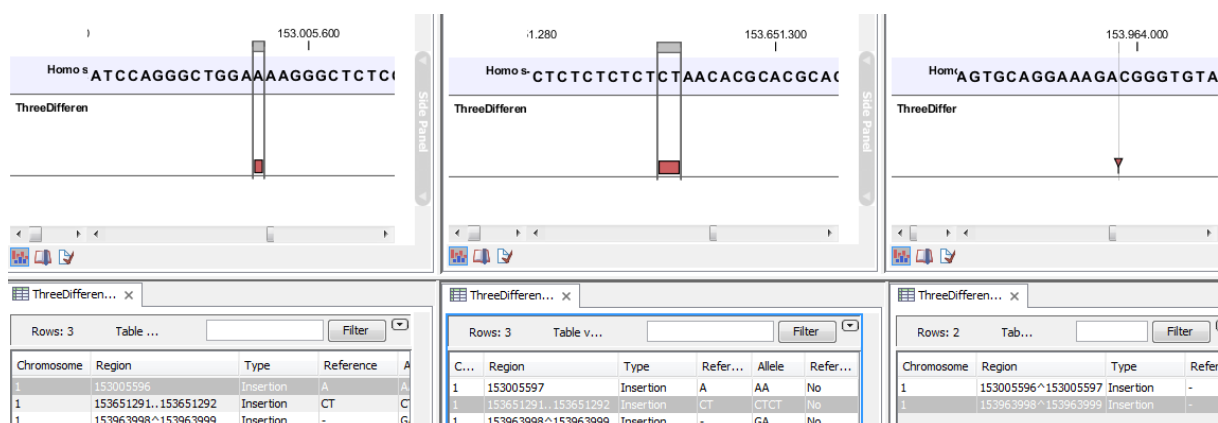 153.005.600
Homo s
ATCCAGGGCTGGAAAAGGGCTCTC
ThreeDifferen
Side Panel
ThreeDifferen...
Rows: 3 Table ... Filter
Chromosome Region Type Reference A
1 153005596 Insertion A
1 153651291..153651292 Insertion CT
1 153963998^153963999 Insertion -
1.280 153.651.300
Homo s
CTCTCTCTCTCTAACACGCACGCAC
ThreeDifferen
Side Panel
ThreeDifferen...
Rows: 3 Table v... Filter
C... Region Type Refer... Allele Refer...
1 153005597 Insertion A AA No
1 153651291..153651292 Insertion CT CTCT No
1 153963998^153963999 Insertion - GA No
153.964.000
Hom
AGTGCAGGAAAGACGGGTGTA
ThreeDiffer
ThreeDifferen...
Rows: 2 Tab... Filter
Chromosome Region Type Refer
1 153005596^153005597 Insertion -
1 153963998^153963999 Insertion -